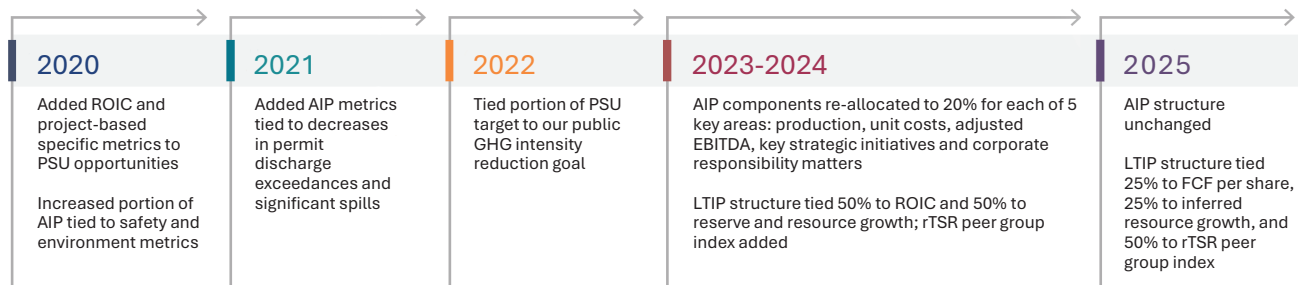 2020
Added ROIC and
project-based
specific metrics to
PSU opportunities
Increased portion of
AIP tied to safety and
environment metrics
2021
Added AIP metrics
tied to decreases
in permit
discharge
exceedances and
significant spills
2022
Tied portion of PSU
target to our public
GHG intensity
reduction goal
2023-2024
AIP components re-allocated to 20% for each of 5
key areas: production, unit costs, adjusted
EBITDA, key strategic initiatives and corporate
responsibility matters
LTIP structure tied 50% to ROIC and 50% to
reserve and resource growth; rTSR peer group
index added
2025
AIP structure
unchanged
LTIP structure tied
25% to FCF per share,
25% to inferred
resource growth, and
50% to rTSR peer
group index